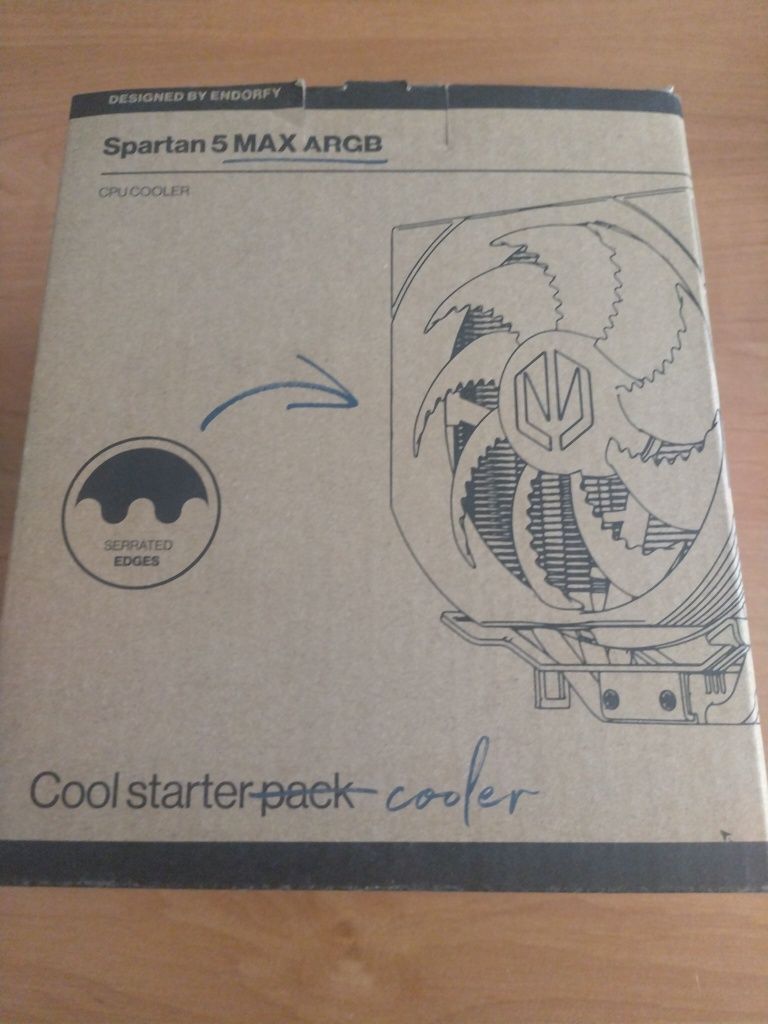 DESIGNED BY ENDORFY
Spartan 5 MAX ARGB
CPU COOLER
SERRATED
EDGES
Cool starter pack cooler